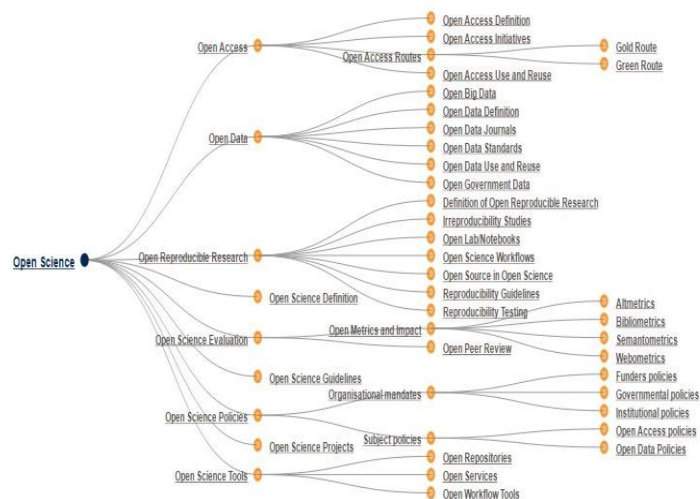 Open Access Definition
Open Access Initiatives
Open Access
Gold Route
Open Access Routes
Green Route
Open Access Use and Reuse
Open Big Data
Open Data Definition
Open Data Journals
Open Data
Open Data Standards
Open Data Use and Reuse
Open Government Data
Definition of Open Reproducible Research
Irreproducibility Studies
Open Lab/Notebooks
Open Reproducible Research
Open Science Workflows
Open Science
Open Source in Open Science
Reproducibility Guidelines
Open Science Definition
Altmetrics
Reproducibility Testing
Bibliometrics
Open Metrics and Impact
Open Science Evaluation
Semantometrics
Open Peer Review
Webometrics
Open Science Guidelines
Funders policies
Organisational mandates
Governmental policies
Institutional policies
Open Science Policies
Open Access policies
Subject policies
Open Science Projects
Open Data Policies
Open Repositories
Open Science Tools
Open Services
Open Workflow Tools